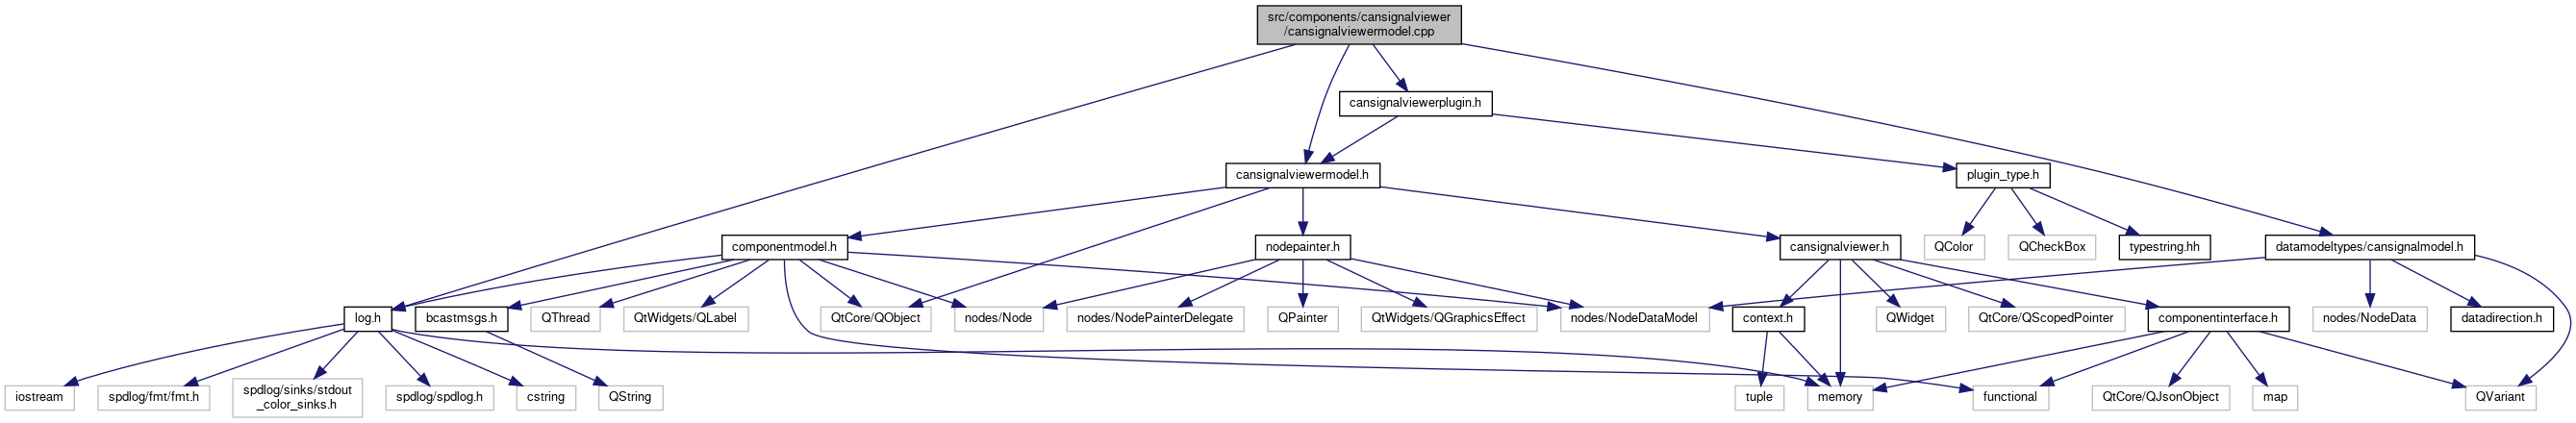 src/components/cansignalviewer
/cansignalviewermodel.cpp
cansignalviewerplugin.h
cansignalviewermodel.h
plugin_type.h
componentmodel.h
nodepainter.h
cansignalviewer.h
QColor
QCheckBox
typestring.hh
datamodeltypes/cansignalmodel.h
log.h
bcastmsgs.h
QThread
QtWidgets/QLabel
QtCore/QObject
nodes/Node
nodes/NodePainterDelegate
QPainter
QtWidgets/QGraphicsEffect
nodes/NodeDataModel
context.h
QWidget
QtCore/QScopedPointer
componentinterface.h
nodes/NodeData
datadirection.h
iostream
spdlog/fmt/fmt.h
spdlog/sinks/stdout
_color_sinks.h
spdlog/spdlog.h
cstring
QString
tuple
memory
functional
QtCore/QJsonObject
map
QVariant